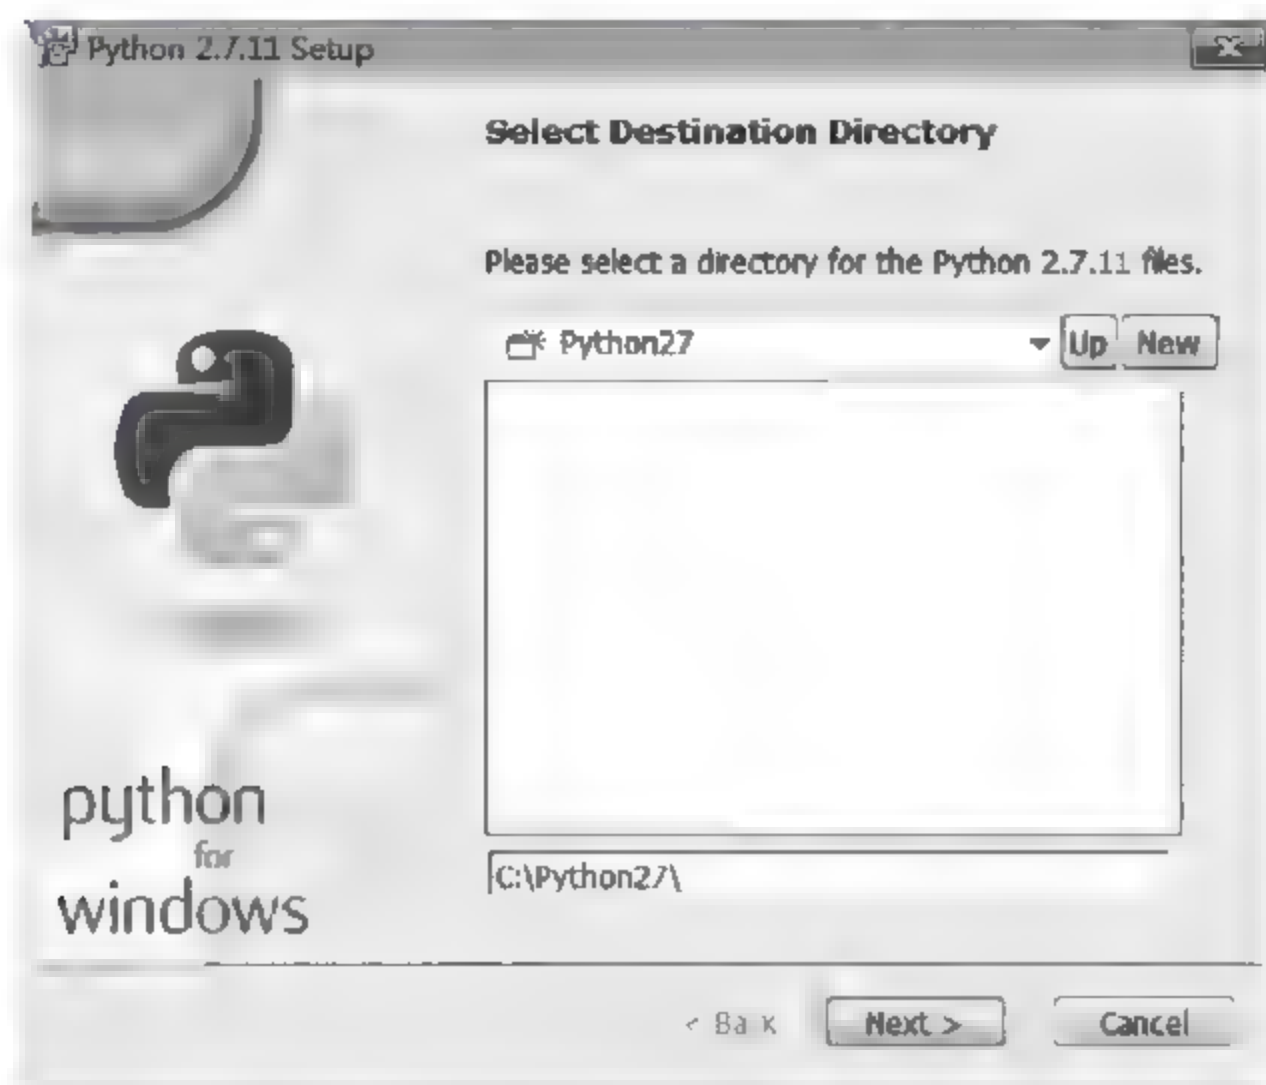 Python 2.7.11 Setup
Select Destination Directory
Please select a directory for the Python 2.7.11 files.
Python27
Up
New
C:\Python27\
python
for
windows
Next >
Cancel